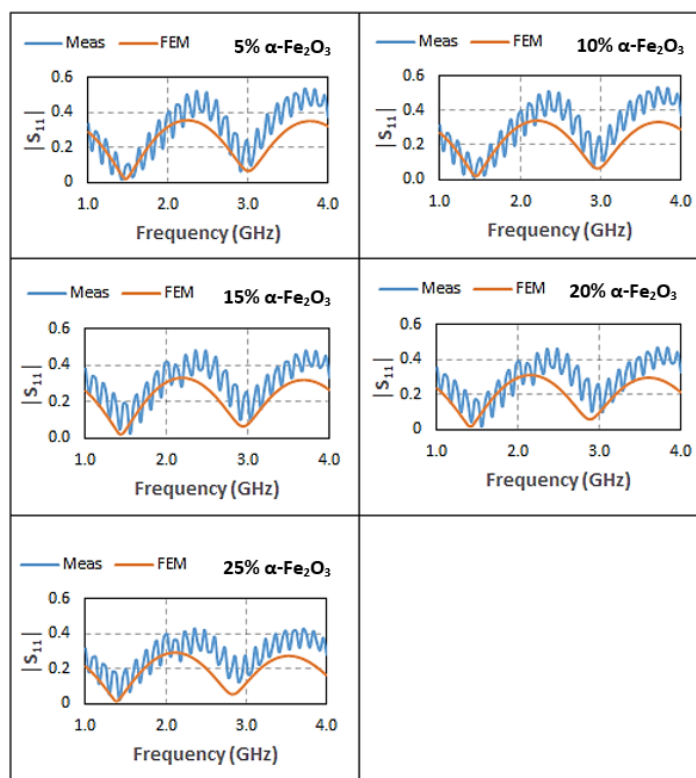 Meas FEM 5% α-Fe₂O₃
0.6
0.4
0.2
0
|S₁₁|
1.0 2.0 3.0 4.0
Frequency (GHz)
Meas FEM 10% α-Fe₂O₃
0.6
0.4
0.2
0
|S₁₁|
1.0 2.0 3.0 4.0
Frequency (GHz)
Meas FEM 15% α-Fe₂O₃
0.6
0.4
0.2
0.0
|S₁₁|
1.0 2.0 3.0 4.0
Frequency (GHz)
Meas FEM 20% α-Fe₂O₃
0.6
0.4
0.2
0
|S₁₁|
1.0 2.0 3.0 4.0
Frequency (GHz)
Meas FEM 25% α-Fe₂O₃
0.6
0.4
0.2
0
|S₁₁|
1.0 2.0 3.0 4.0
Frequency (GHz)